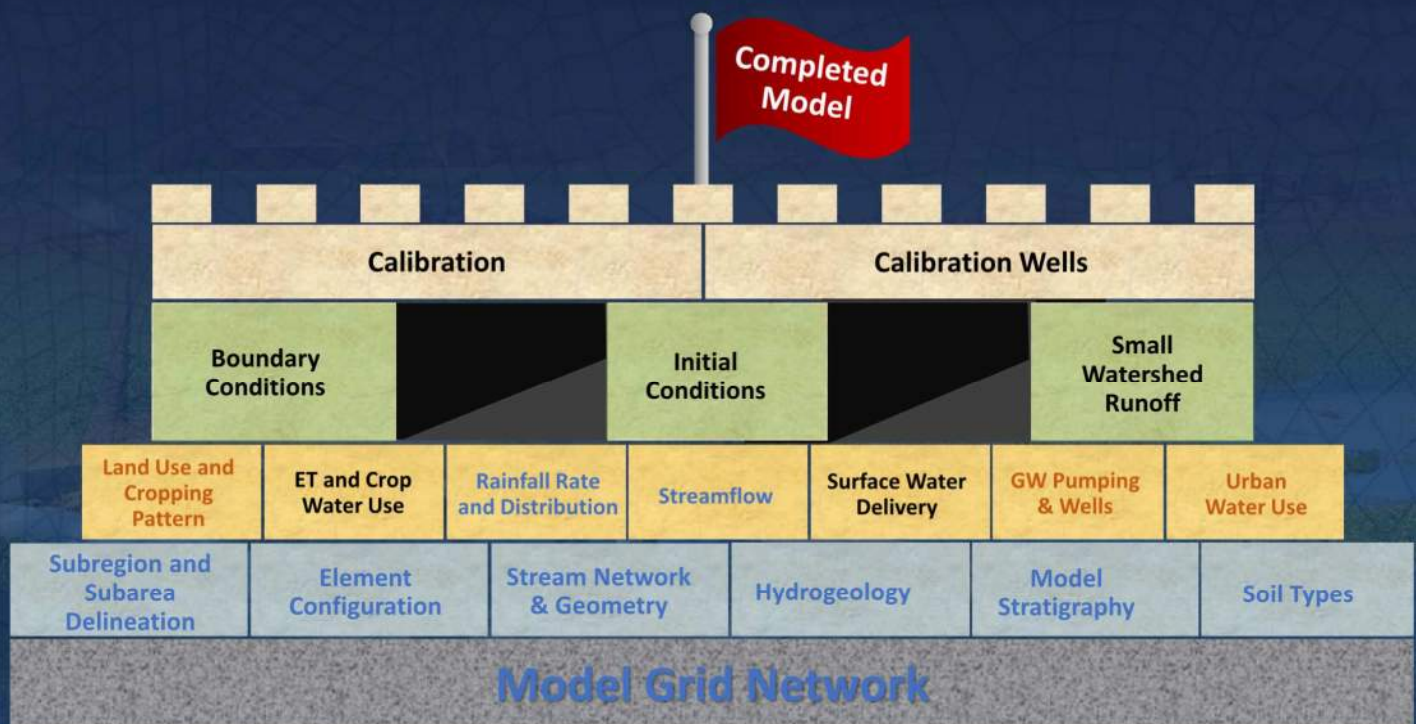 Completed
Model
Calibration
Calibration Wells
Boundary
Conditions
Initial
Conditions
Small
Watershed
Runoff
Land Use and
Cropping
Pattern
ET and Crop
Water Use
Rainfall Rate
and Distribution
Streamflow
Surface Water
Delivery
GW Pumping
& Wells
Urban
Water Use
Subregion and
Subarea
Delineation
Element
Configuration
Stream Network
& Geometry
Hydrogeology
Model
Stratigraphy
Soil Types
Model Grid Network